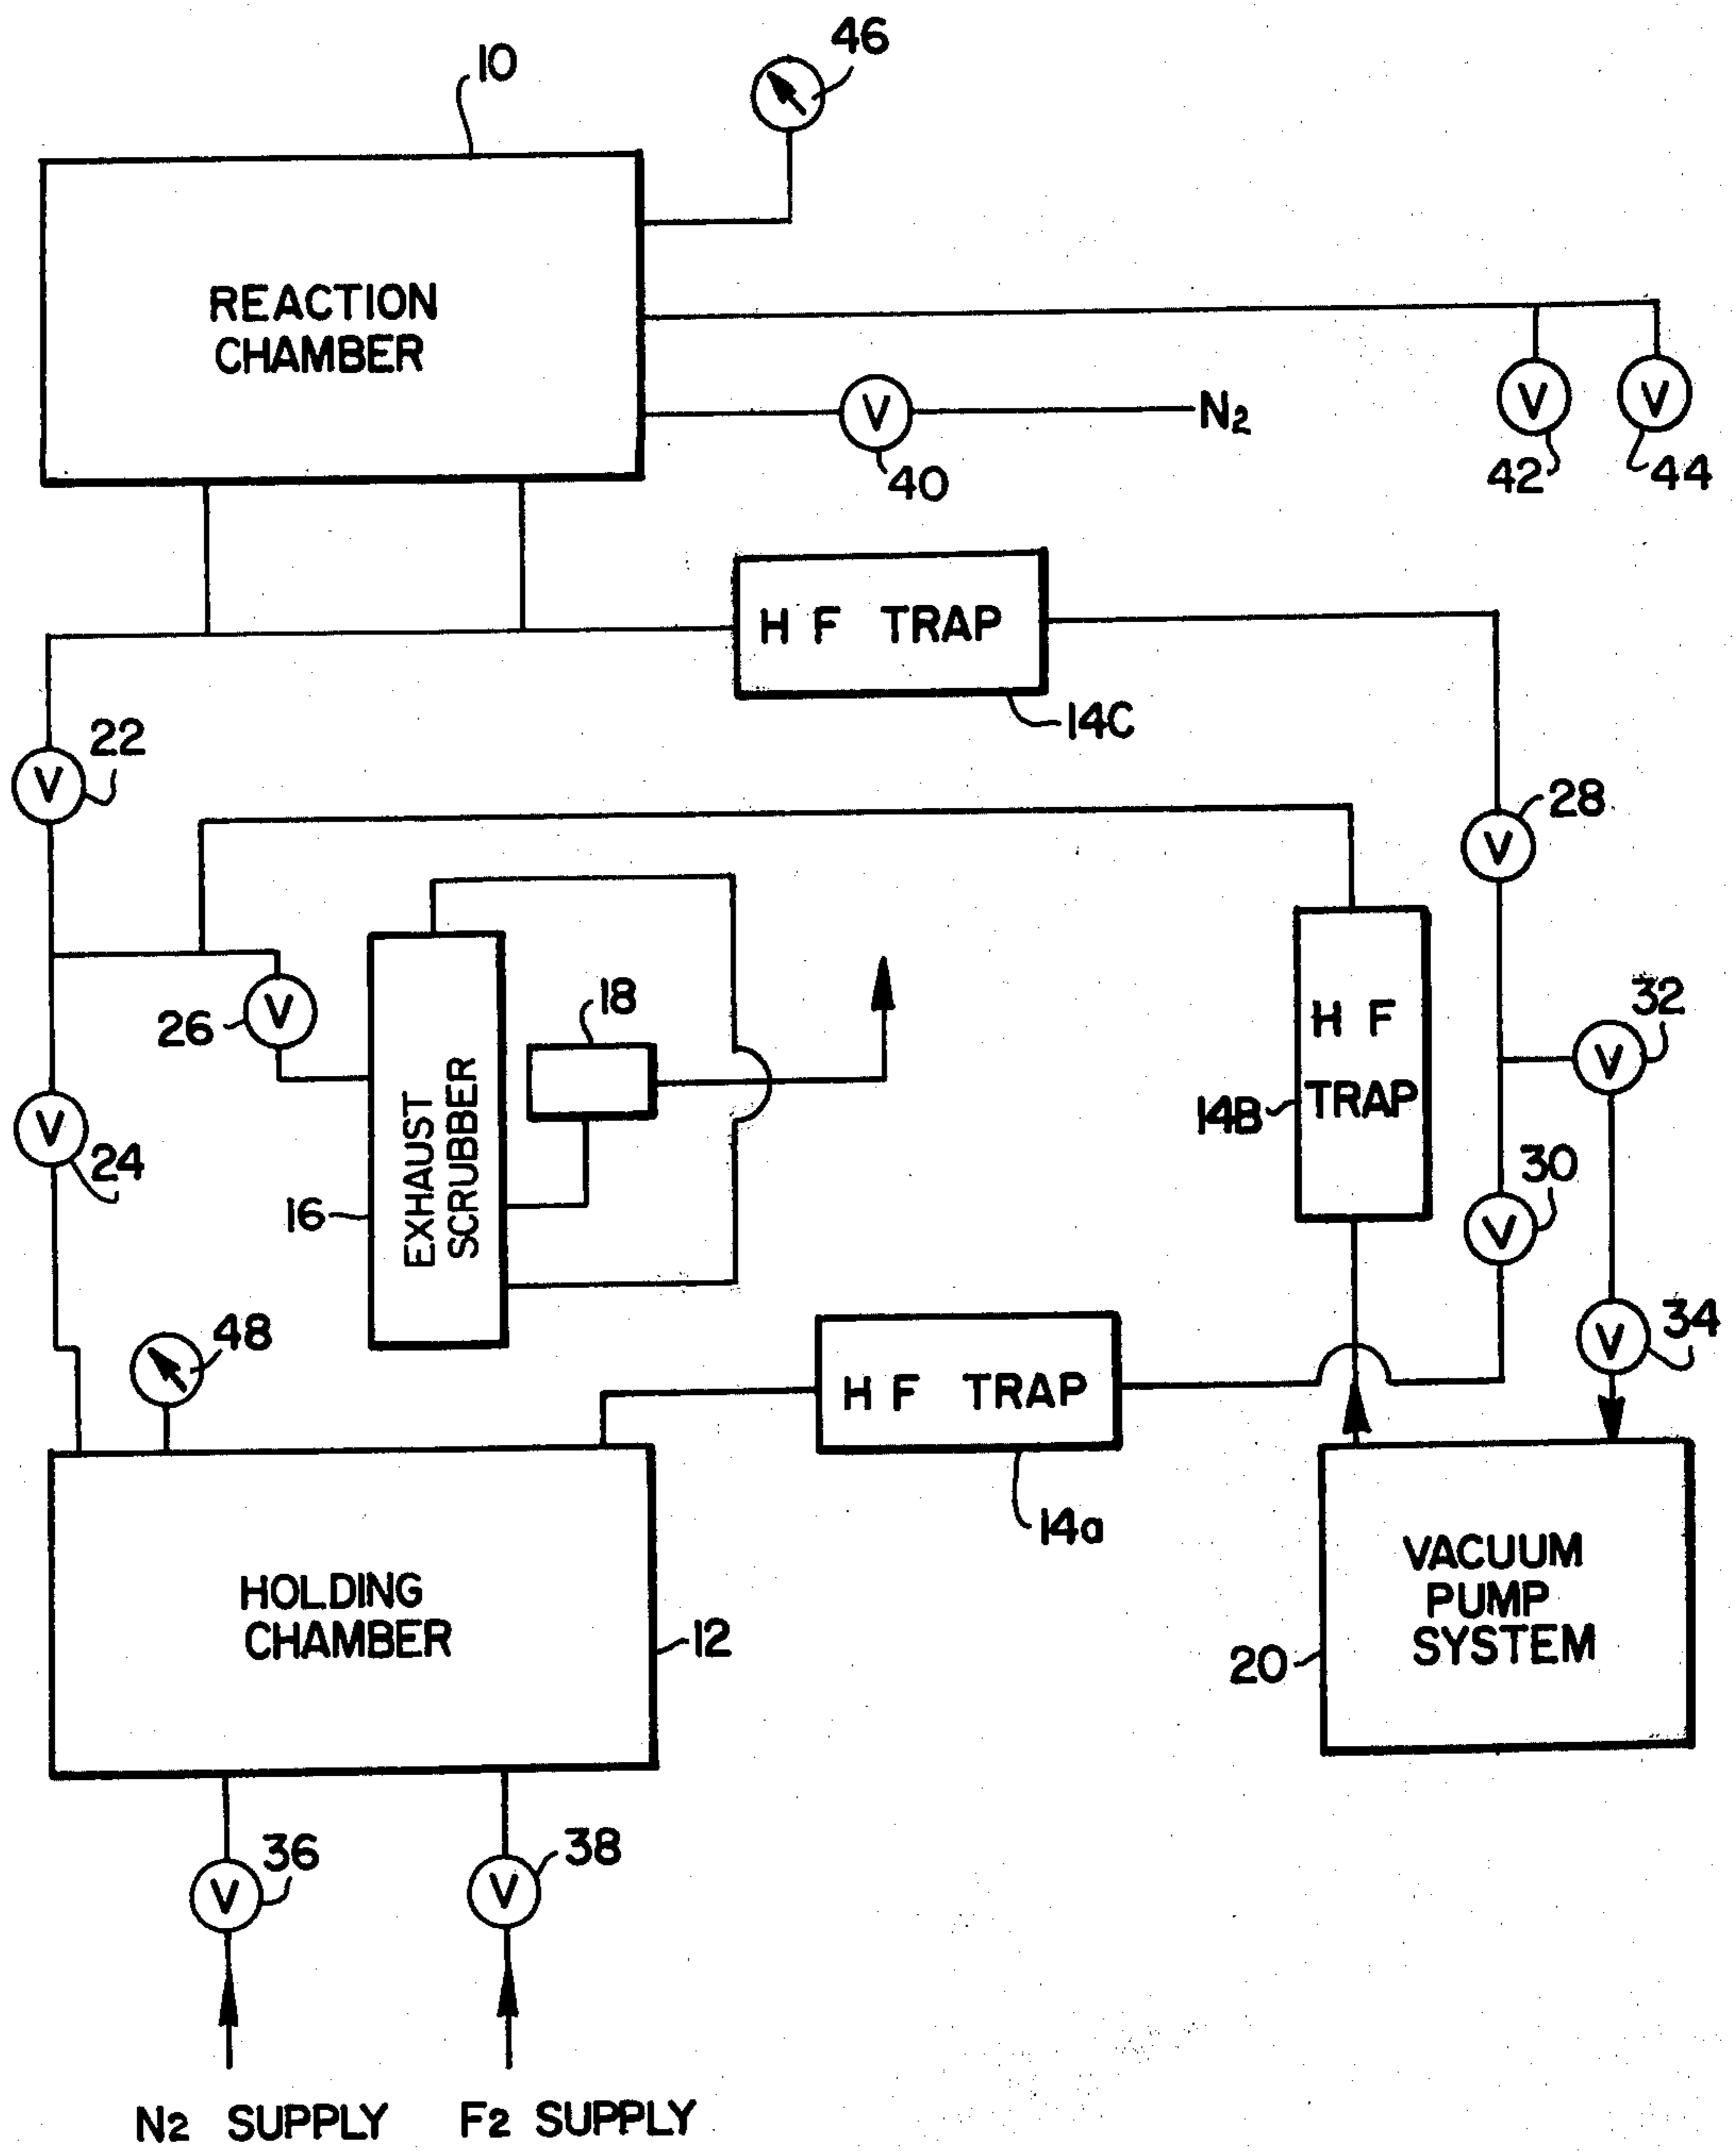 46
10
REACTION
CHAMBER
V
V
V
N2
40
42
44
H F TRAP
14C
22
V
28
V
18
32
V
26
V
H F
TRAP
14B
EXHAUST
SCRUBBER
16
V
24
30
V
34
V
48
H F TRAP
14a
HOLDING
CHAMBER
12
VACUUM
PUMP
SYSTEM
20
36
V
38
V
N2 SUPPLY
F2 SUPPLY